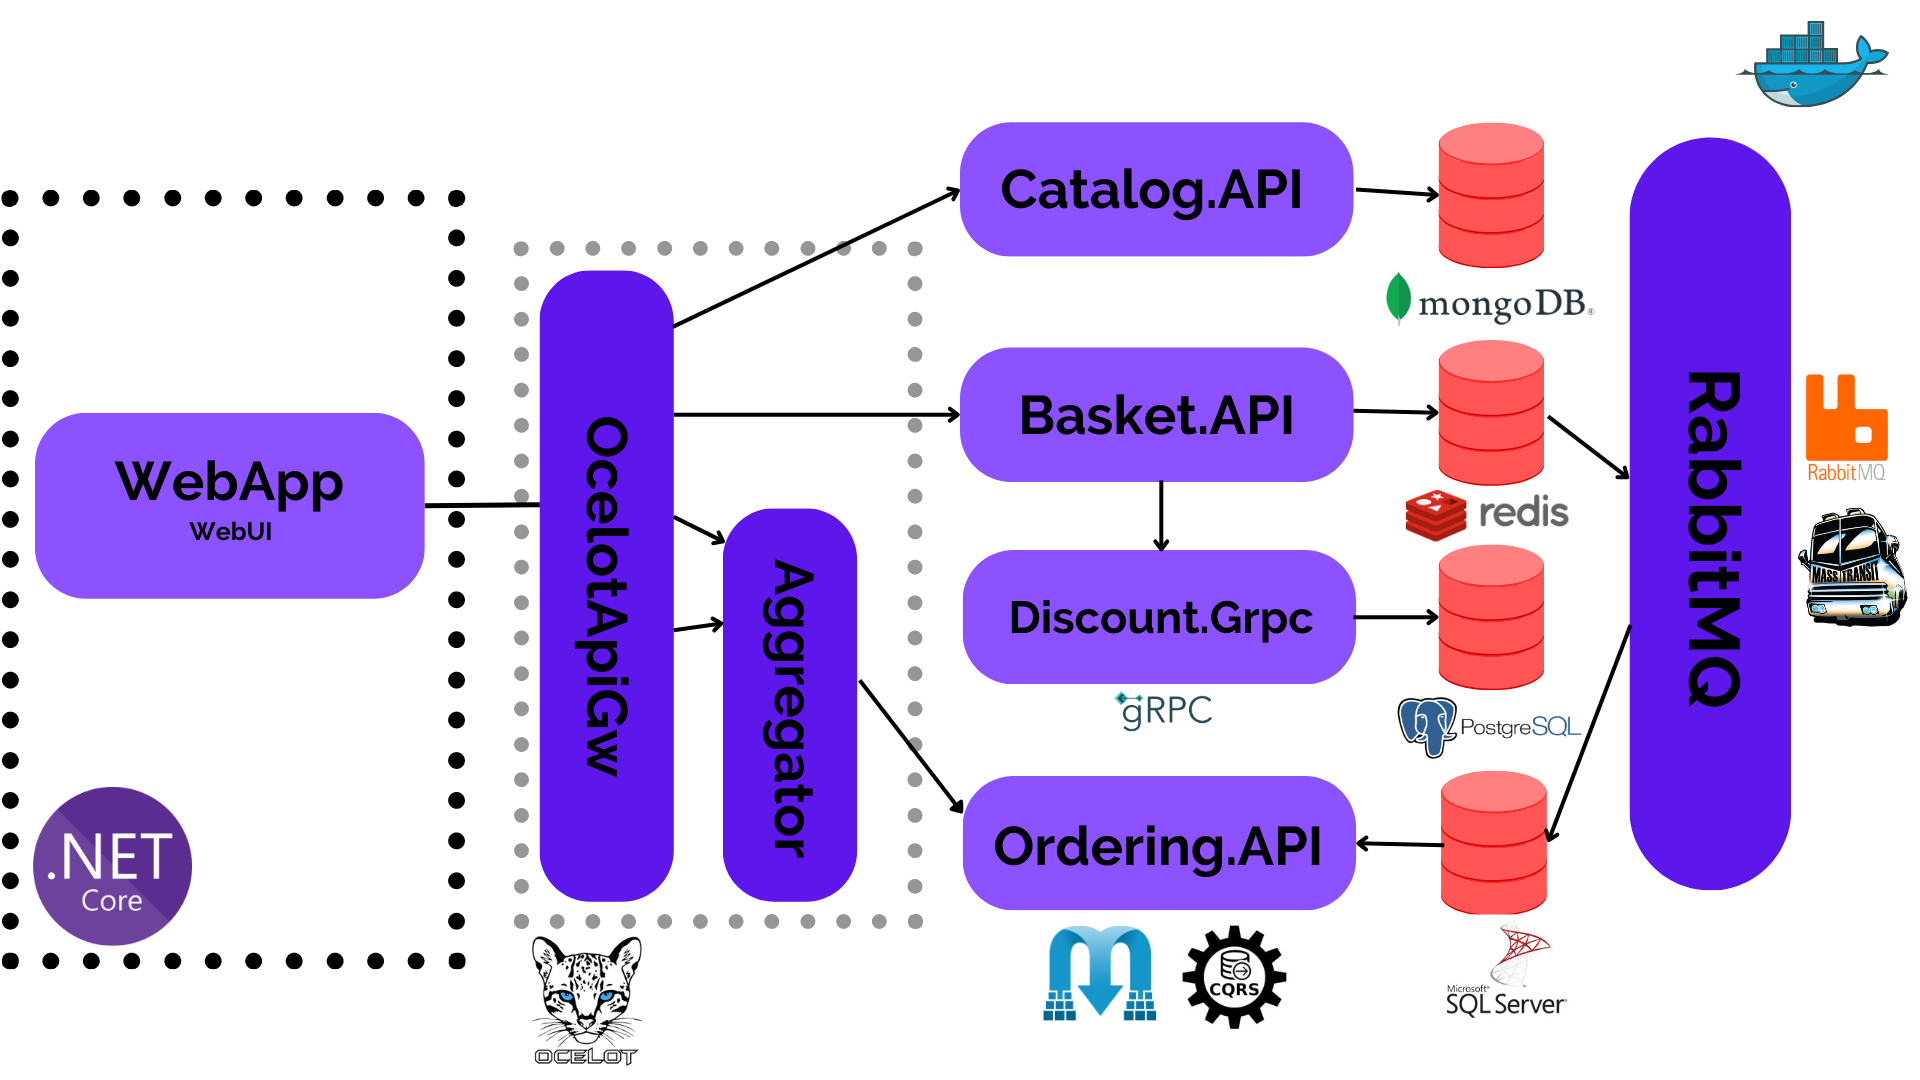 Catalog.API
mongoDB®
WebApp
WebUI
OcelotApiGw
Aggregator
Basket.API
redis
RabbitMQ
RabbitMQ
MASS TRANSIT
Discount.Grpc
gRPC
PostgreSQL
Ordering.API
.NET
Core
CQRS
Microsoft®
SQL Server®
OCELOT